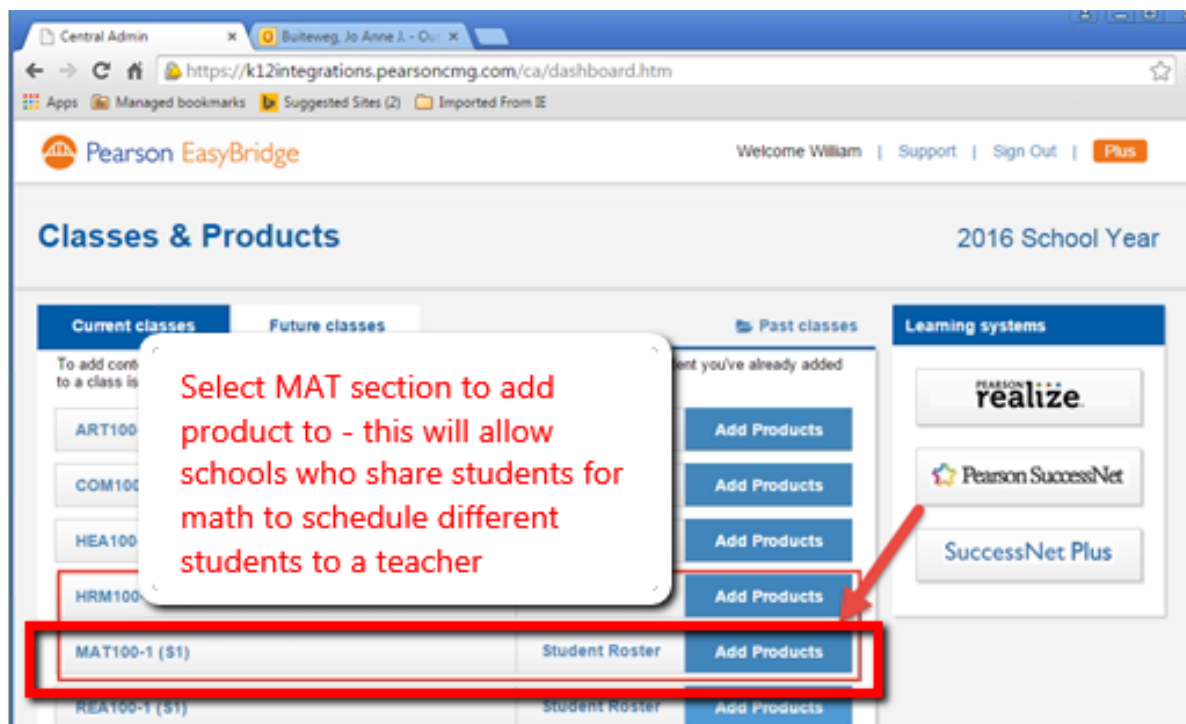 Central Admin
Buiteweg, Jo Anne J. - Ou
https://k12integrations.pearsoncmg.com/ca/dashboard.htm
Apps Managed bookmarks Suggested Sites (2) Imported From IE
Pearson EasyBridge
Welcome William | Support | Sign Out | Plus
Classes & Products
2016 School Year
Current classes Future classes Past classes
Learning systems
To add cont
ent you've already added
to a class is
Select MAT section to add
product to - this will allow
schools who share students for
math to schedule different
students to a teacher
ART100- Add Products
COM100 Add Products
HEA100- Add Products
HRM100- Add Products
MAT100-1 (S1) Student Roster Add Products
REA100-1 (S1) Student Roster Add Products
PEARSON realize
Pearson SuccessNet
SuccessNet Plus